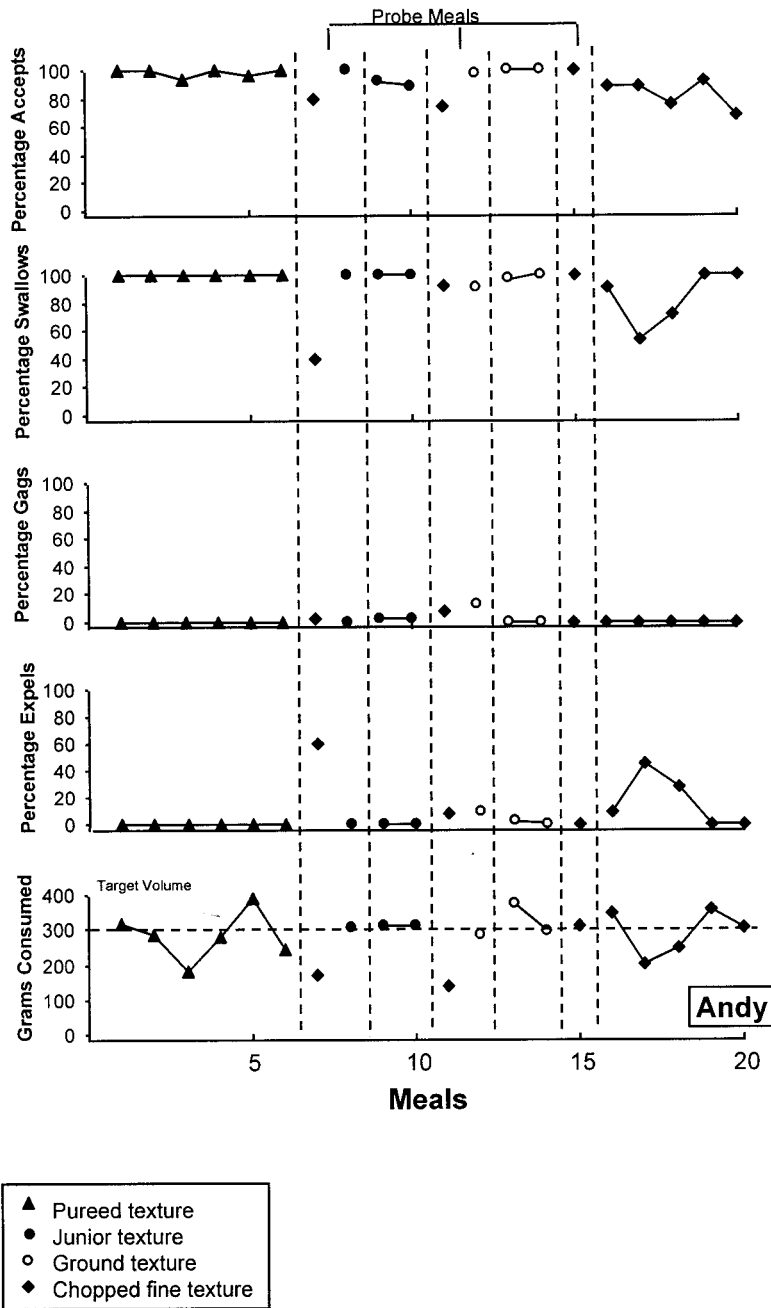 Probe Meals
Percentage Accepts
100
80
60
40
20
0
Percentage Swallows
100
80
60
40
20
0
Percentage Gags
100
80
60
40
20
0
Percentage Expels
100
80
60
40
20
0
Grams Consumed
400
300
200
100
0
Target Volume
Andy
5
10
15
20
Meals
Pureed texture
Junior texture
Ground texture
Chopped fine texture